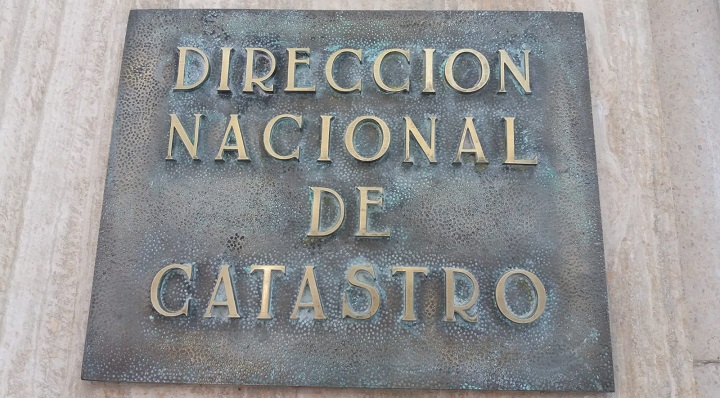 DIRECCION
NACIONAL
DE
CATASTRO